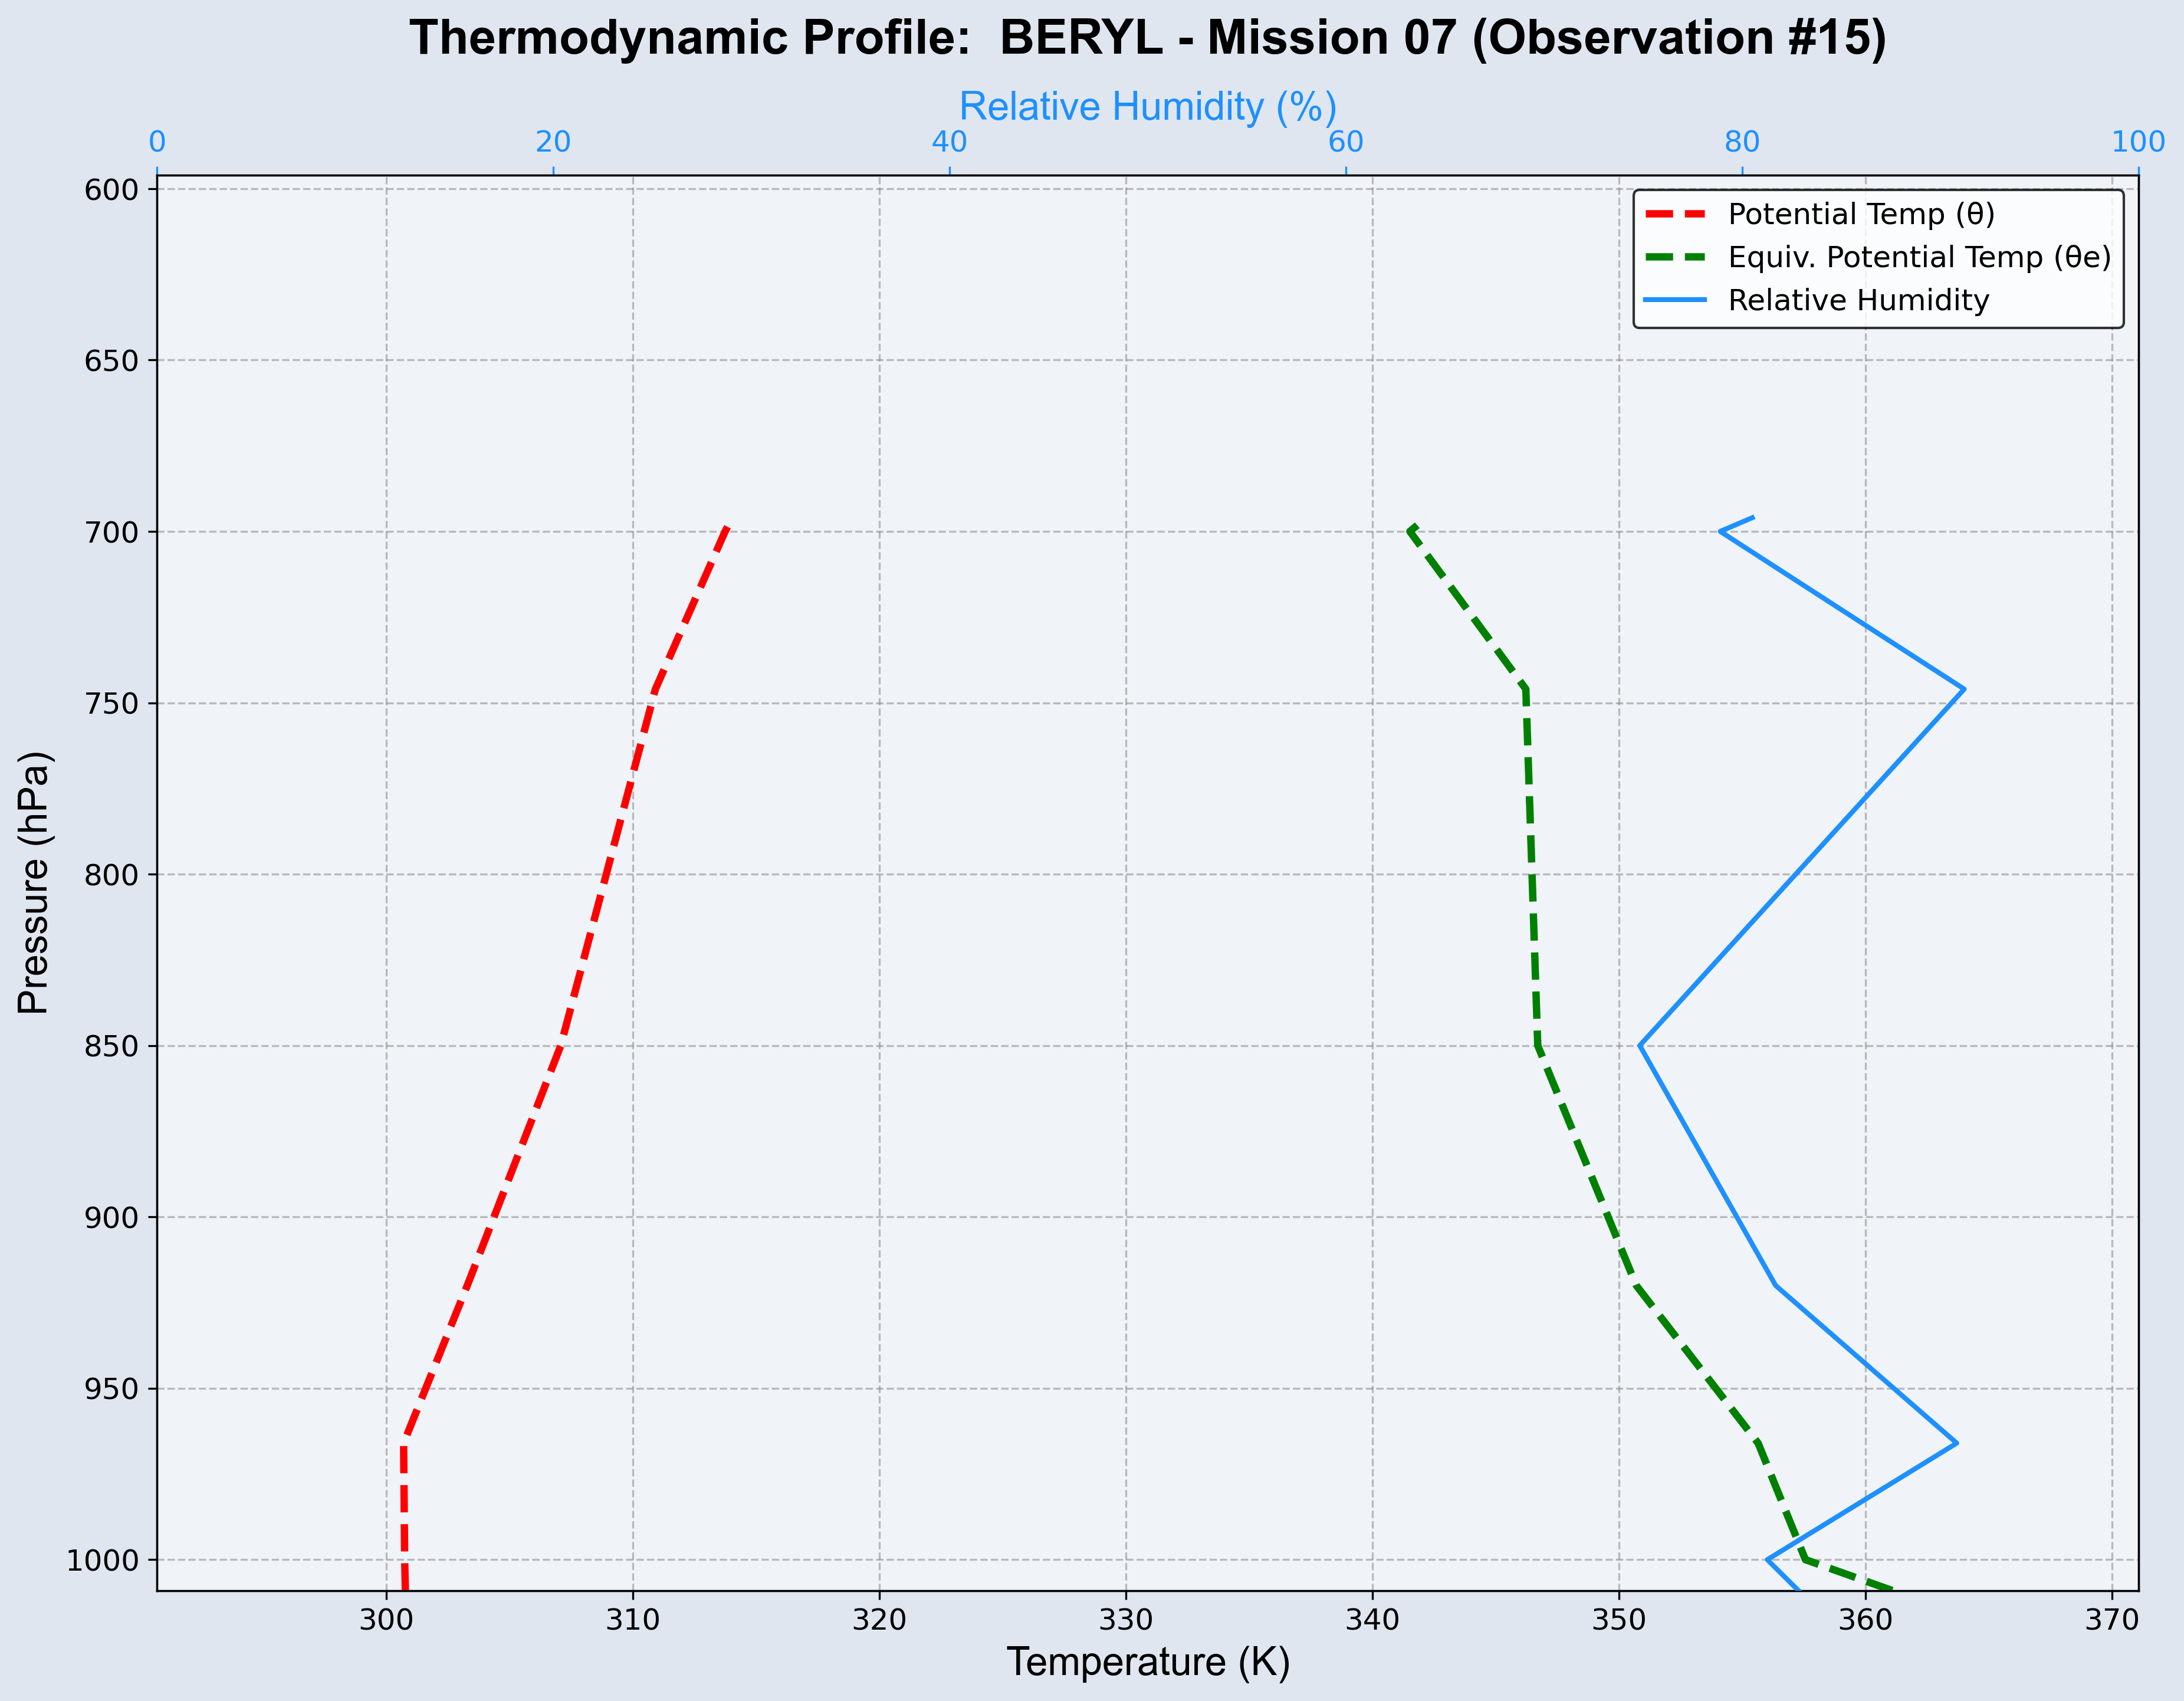 Thermodynamic Profile:  BERYL - Mission 07 (Observation #15)
Relative Humidity (%)
0 20 40 60 80 100
Potential Temp (θ)
Equiv. Potential Temp (θe)
Relative Humidity
Pressure (hPa)
600
650
700
750
800
850
900
950
1000
300 310 320 330 340 350 360 370
Temperature (K)